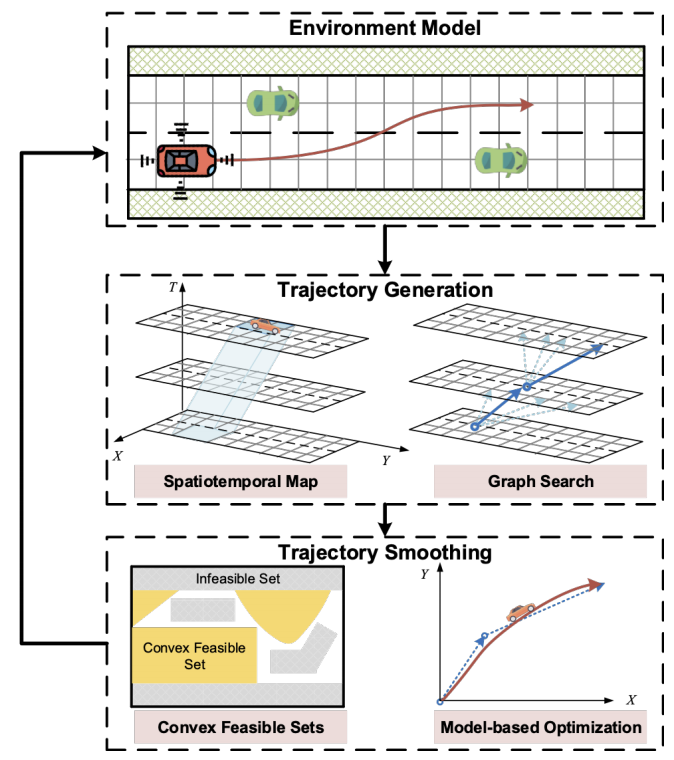 Environment Model
Trajectory Generation
T
X
Y
Spatiotemporal Map
Graph Search
Trajectory Smoothing
Infeasible Set
Convex Feasible
Set
Y
X
Convex Feasible Sets
Model-based Optimization